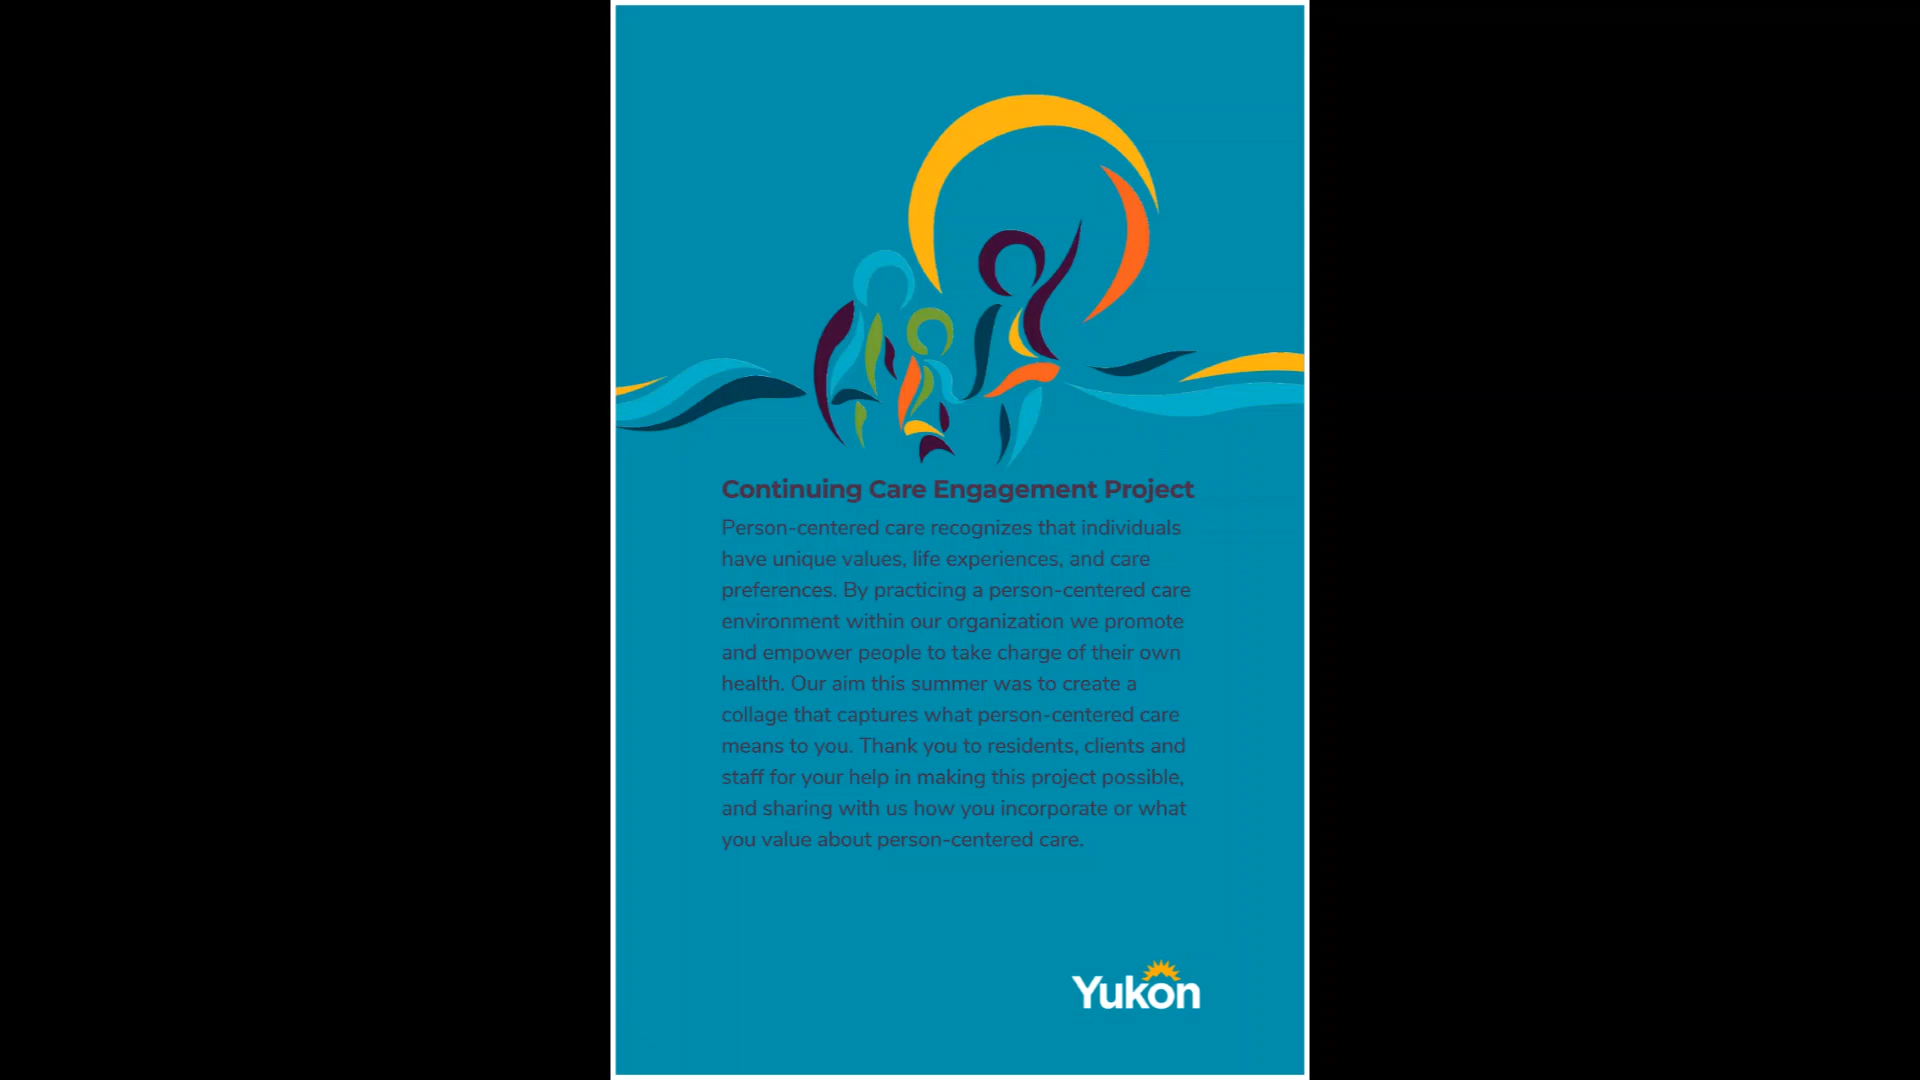 Continuing Care Engagement Project
Person-centered care recognizes that individuals
have unique values, life experiences, and care
preferences. By practicing a person-centered care
environment within our organization we promote
and empower people to take charge of their own
health. Our aim this summer was to create a
collage that captures what person-centered care
means to you. Thank you to residents, clients and
staff for your help in making this project possible,
and sharing with us how you incorporate or what
you value about person-centered care.
Yukon